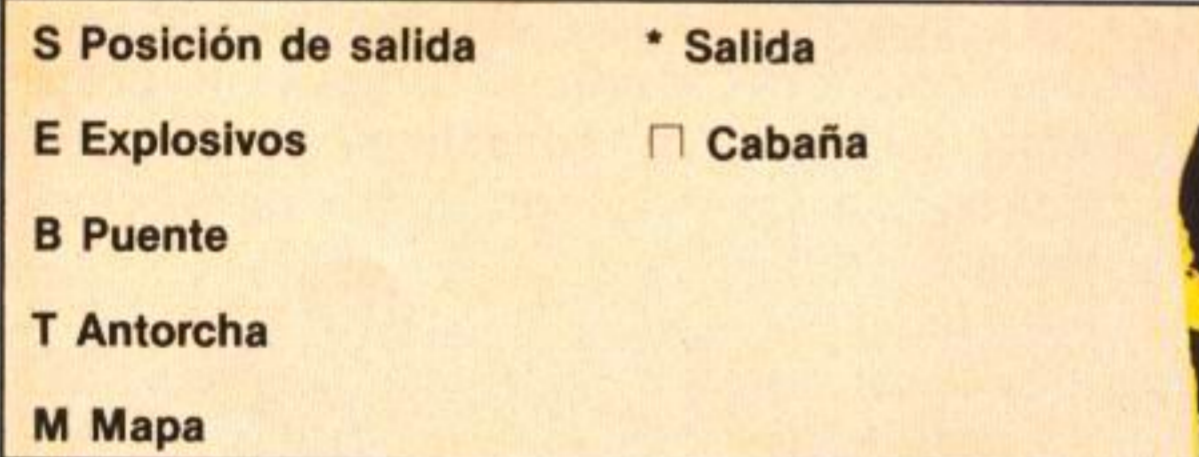 S Posición de salida
E Explosivos
B Puente
T Antorcha
M Mapa
* Salida
Cabaña